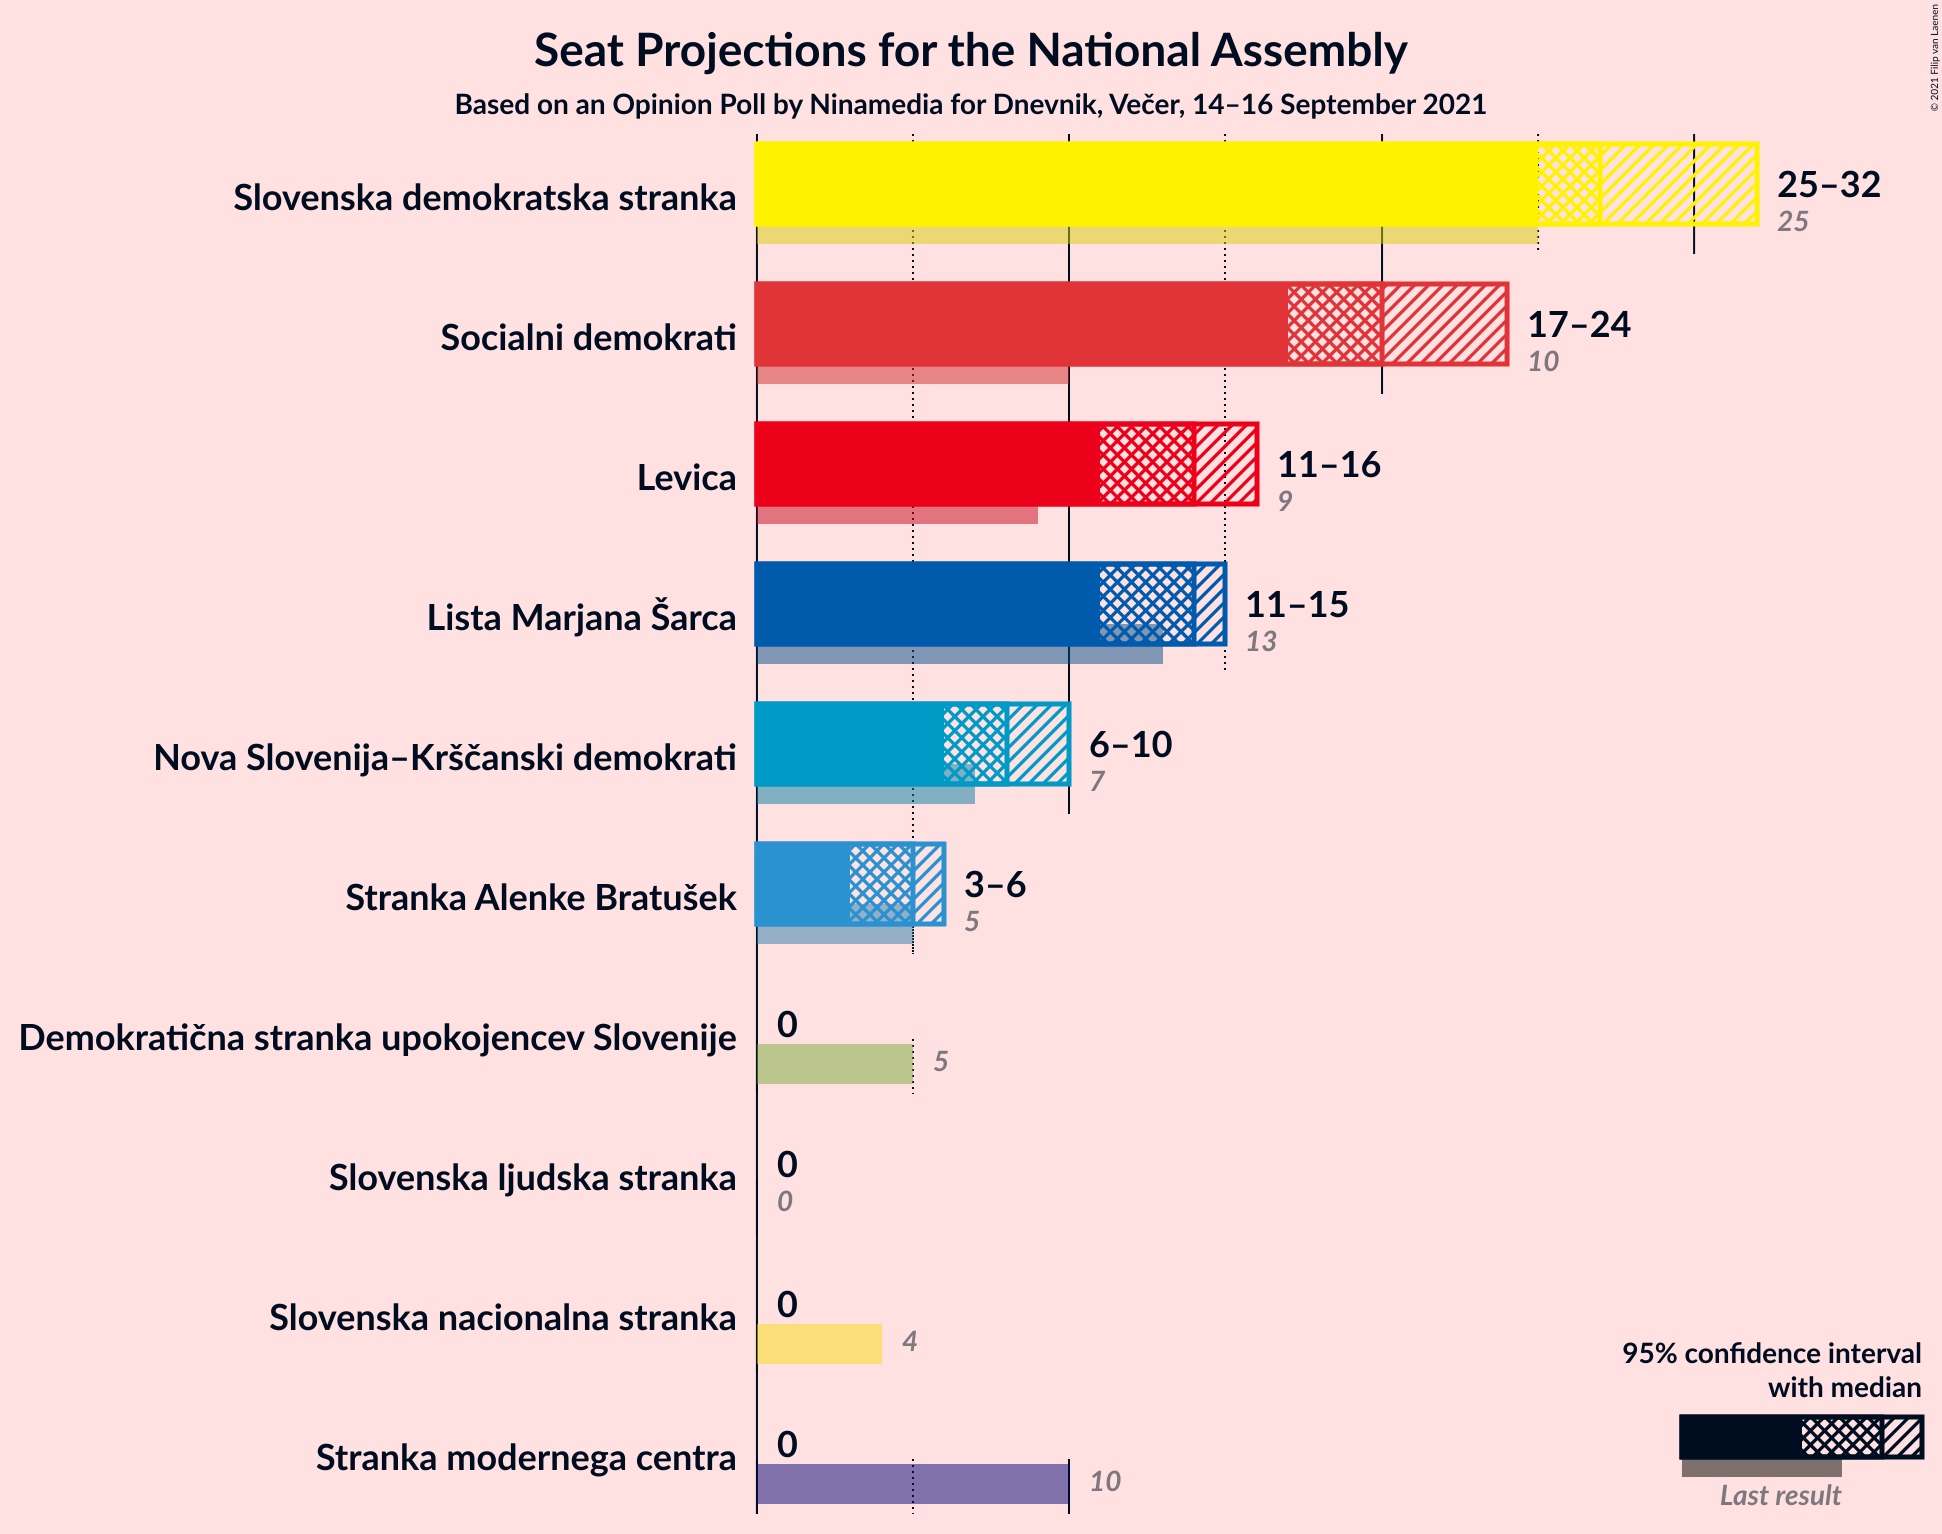 Seat Projections for the National Assembly
Based on an Opinion Poll by Ninamedia for Dnevnik, Večer, 14–16 September 2021
© 2021 Filip van Laenen
Slovenska demokratska stranka
25–32
25
Socialni demokrati
17–24
10
Levica
11–16
9
Lista Marjana Šarca
11–15
13
Nova Slovenija–Krščanski demokrati
6–10
7
Stranka Alenke Bratušek
3–6
5
Demokratična stranka upokojencev Slovenije
0
5
Slovenska ljudska stranka
0
0
Slovenska nacionalna stranka
0
4
Stranka modernega centra
0
10
95% confidence interval
with median
Last result